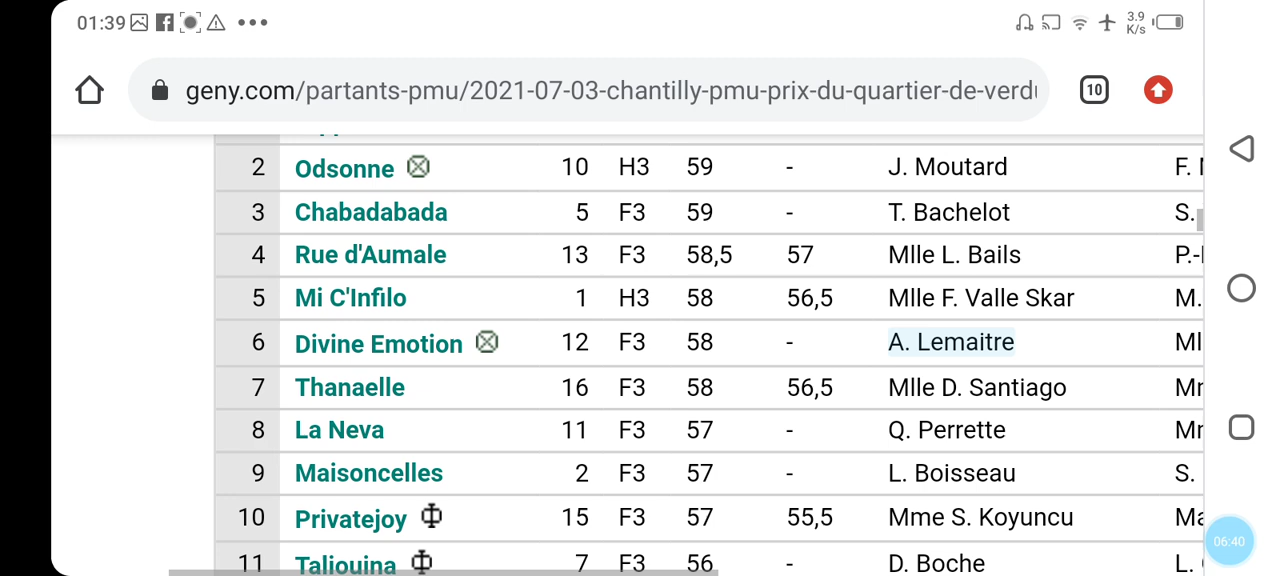 01:39 3.9 K/s
geny.com/partants-pmu/2021-07-03-chantilly-pmu-prix-du-quartier-de-verd 10
2 Odsonne 10 H3 59 - J. Moutard F.
3 Chabadabada 5 F3 59 - T. Bachelot S.
4 Rue d'Aumale 13 F3 58,5 57 Mlle L. Bails P.-
5 Mi C'Infilo 1 H3 58 56,5 Mlle F. Valle Skar M.
6 Divine Emotion 12 F3 58 - A. Lemaitre Ml
7 Thanaelle 16 F3 58 56,5 Mlle D. Santiago Mr
8 La Neva 11 F3 57 - Q. Perrette Mr
9 Maisoncelles 2 F3 57 - L. Boisseau S.
10 Privatejoy 15 F3 57 55,5 Mme S. Koyuncu Ma
06:40
11 Taliouina 7 F3 56 - D. Boche L.